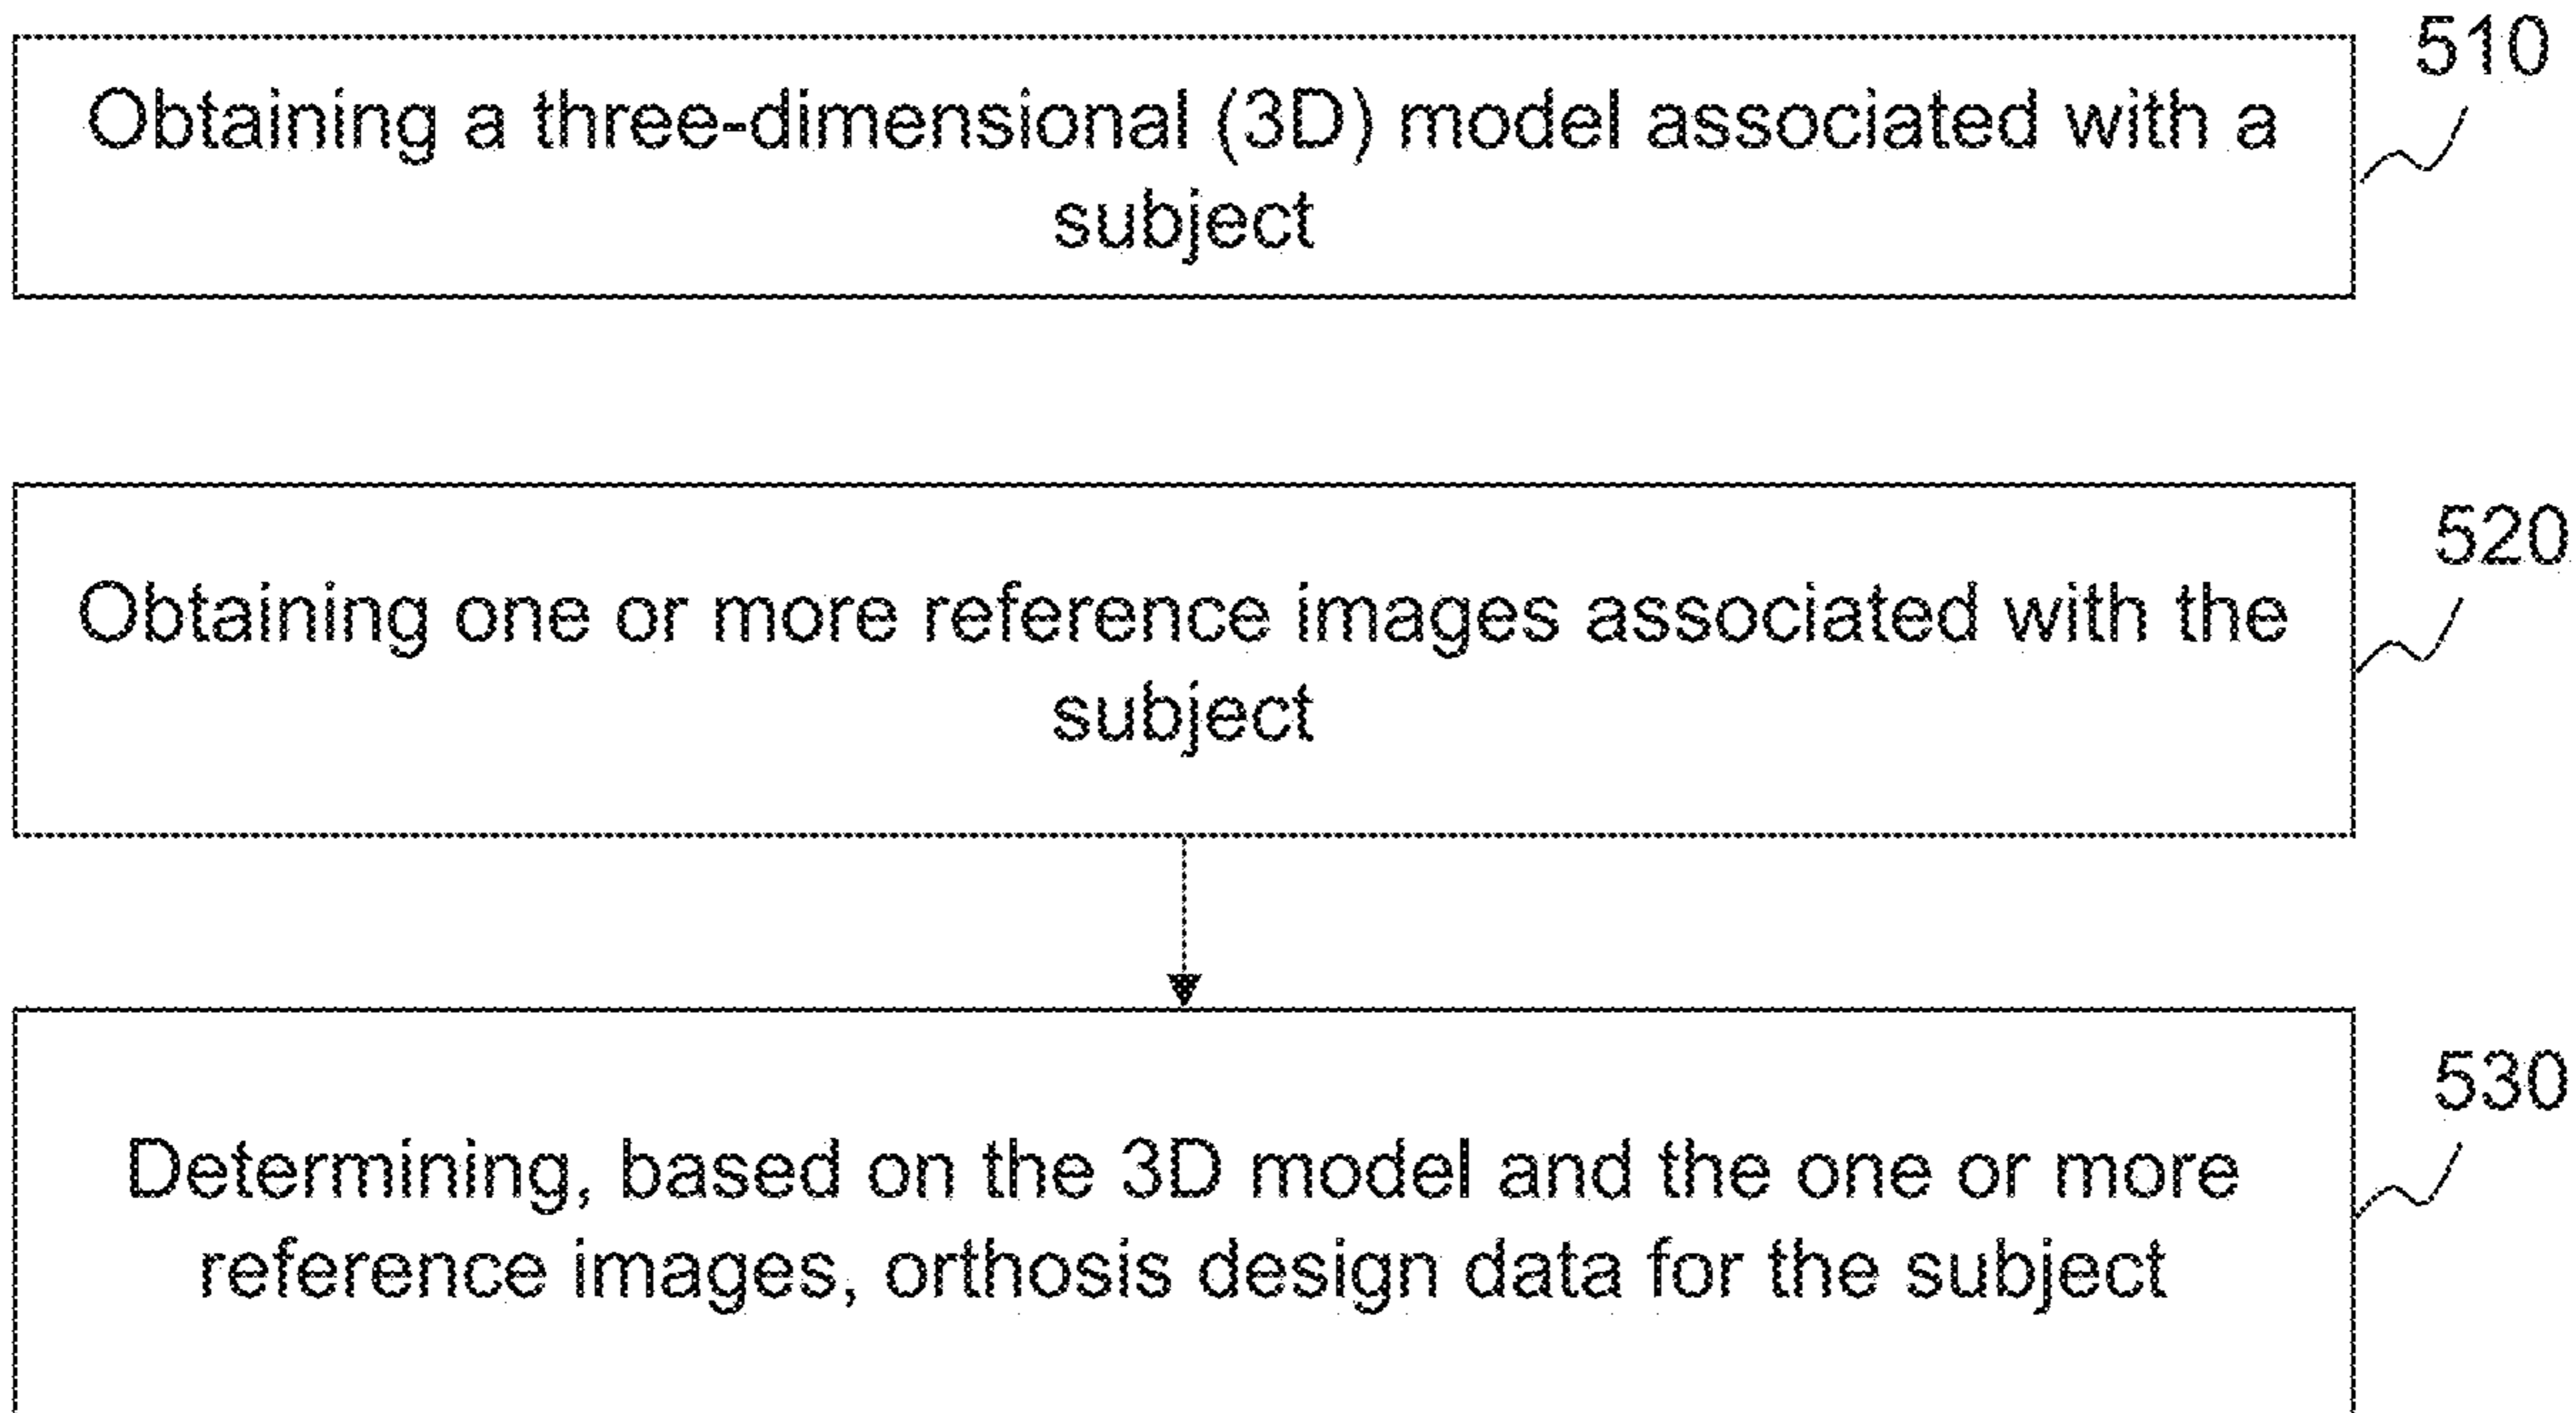 510
Obtaining a three-dimensional (3D) model associated with a
subject
520
Obtaining one or more reference images associated with the
subject
530
Determining, based on the 3D model and the one or more
reference images, orthosis design data for the subject